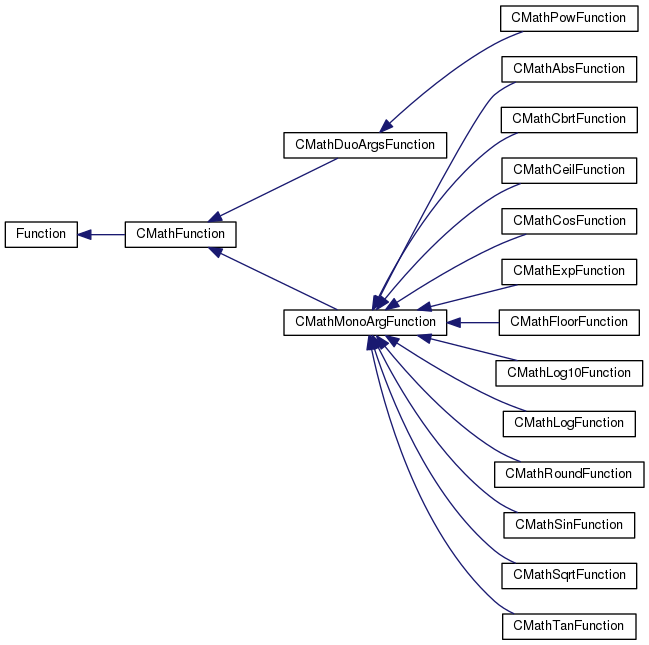 CMathPowFunction
CMathAbsFunction
CMathCbrtFunction
CMathDuoArgsFunction
CMathCeilFunction
CMathCosFunction
Function
CMathFunction
CMathExpFunction
CMathMonoArgFunction
CMathFloorFunction
CMathLog10Function
CMathLogFunction
CMathRoundFunction
CMathSinFunction
CMathSqrtFunction
CMathTanFunction